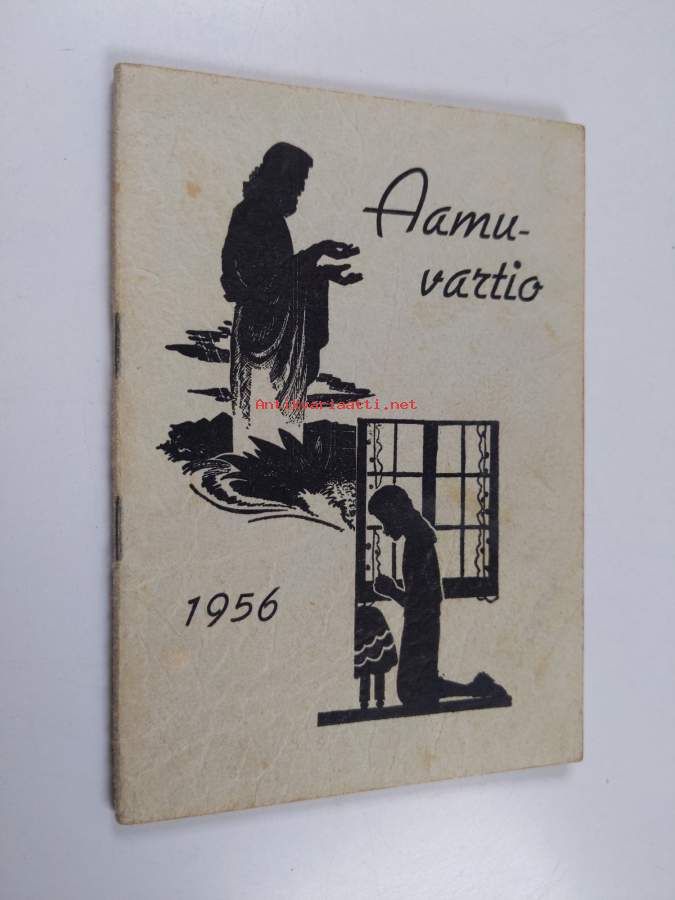 Aamu-
vartio
Antikvariaatti.net
1956